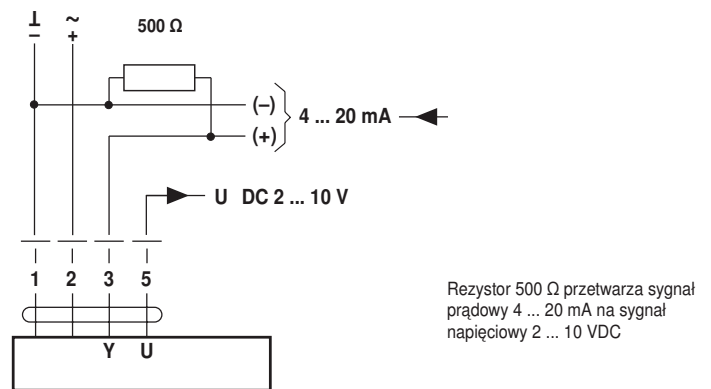 ⊥ ~
– +
500 Ω
(–)
(+)
4 ... 20 mA
U DC 2 ... 10 V
1 2 3 5
Y U
Rezystor 500 Ω przetwarza sygnał
prądowy 4 ... 20 mA na sygnał
napięciowy 2 ... 10 VDC